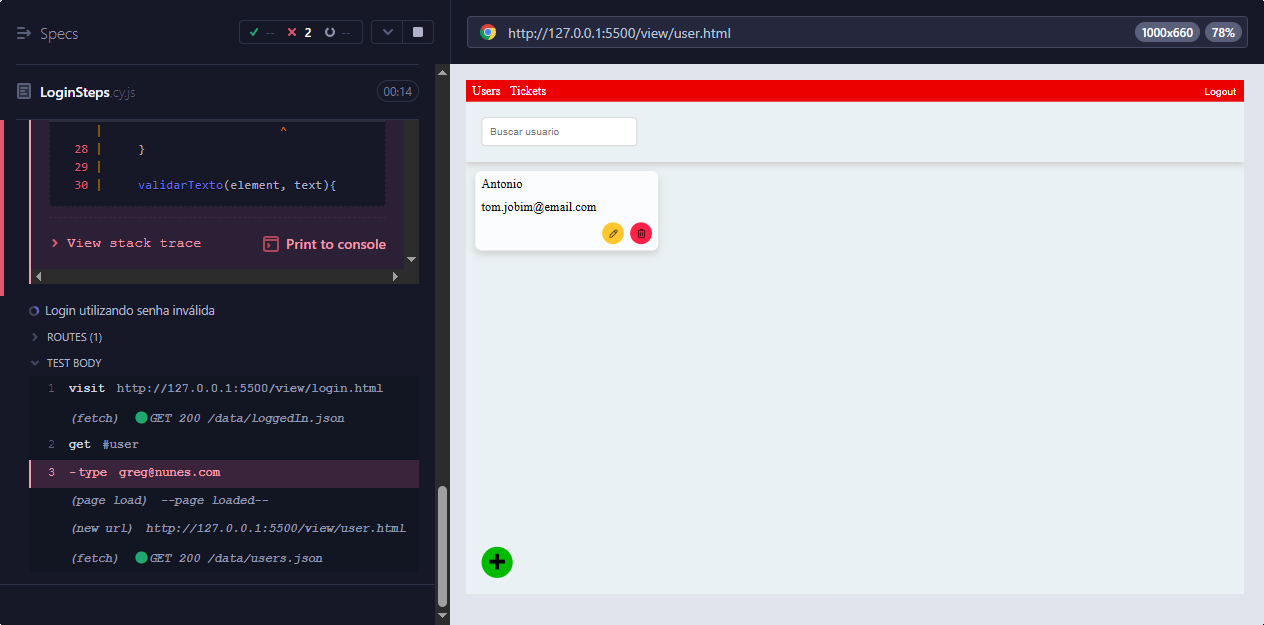 Specs
-- 2 --
LoginSteps cy.js
00:14
^
28 | }
29 |
30 | validarTexto(element, text){
> View stack trace
Print to console
Login utilizando senha inválida
ROUTES (1)
TEST BODY
1 visit http://127.0.0.1:5500/view/login.html
(fetch) GET 200 /data/loggedIn.json
2 get #user
3 -type greg@nunes.com
(page load) --page loaded--
(new url) http://127.0.0.1:5500/view/user.html
(fetch) GET 200 /data/users.json
http://127.0.0.1:5500/view/user.html
1000x660 78%
Users Tickets
Logout
Buscar usuario
Antonio
tom.jobim@email.com